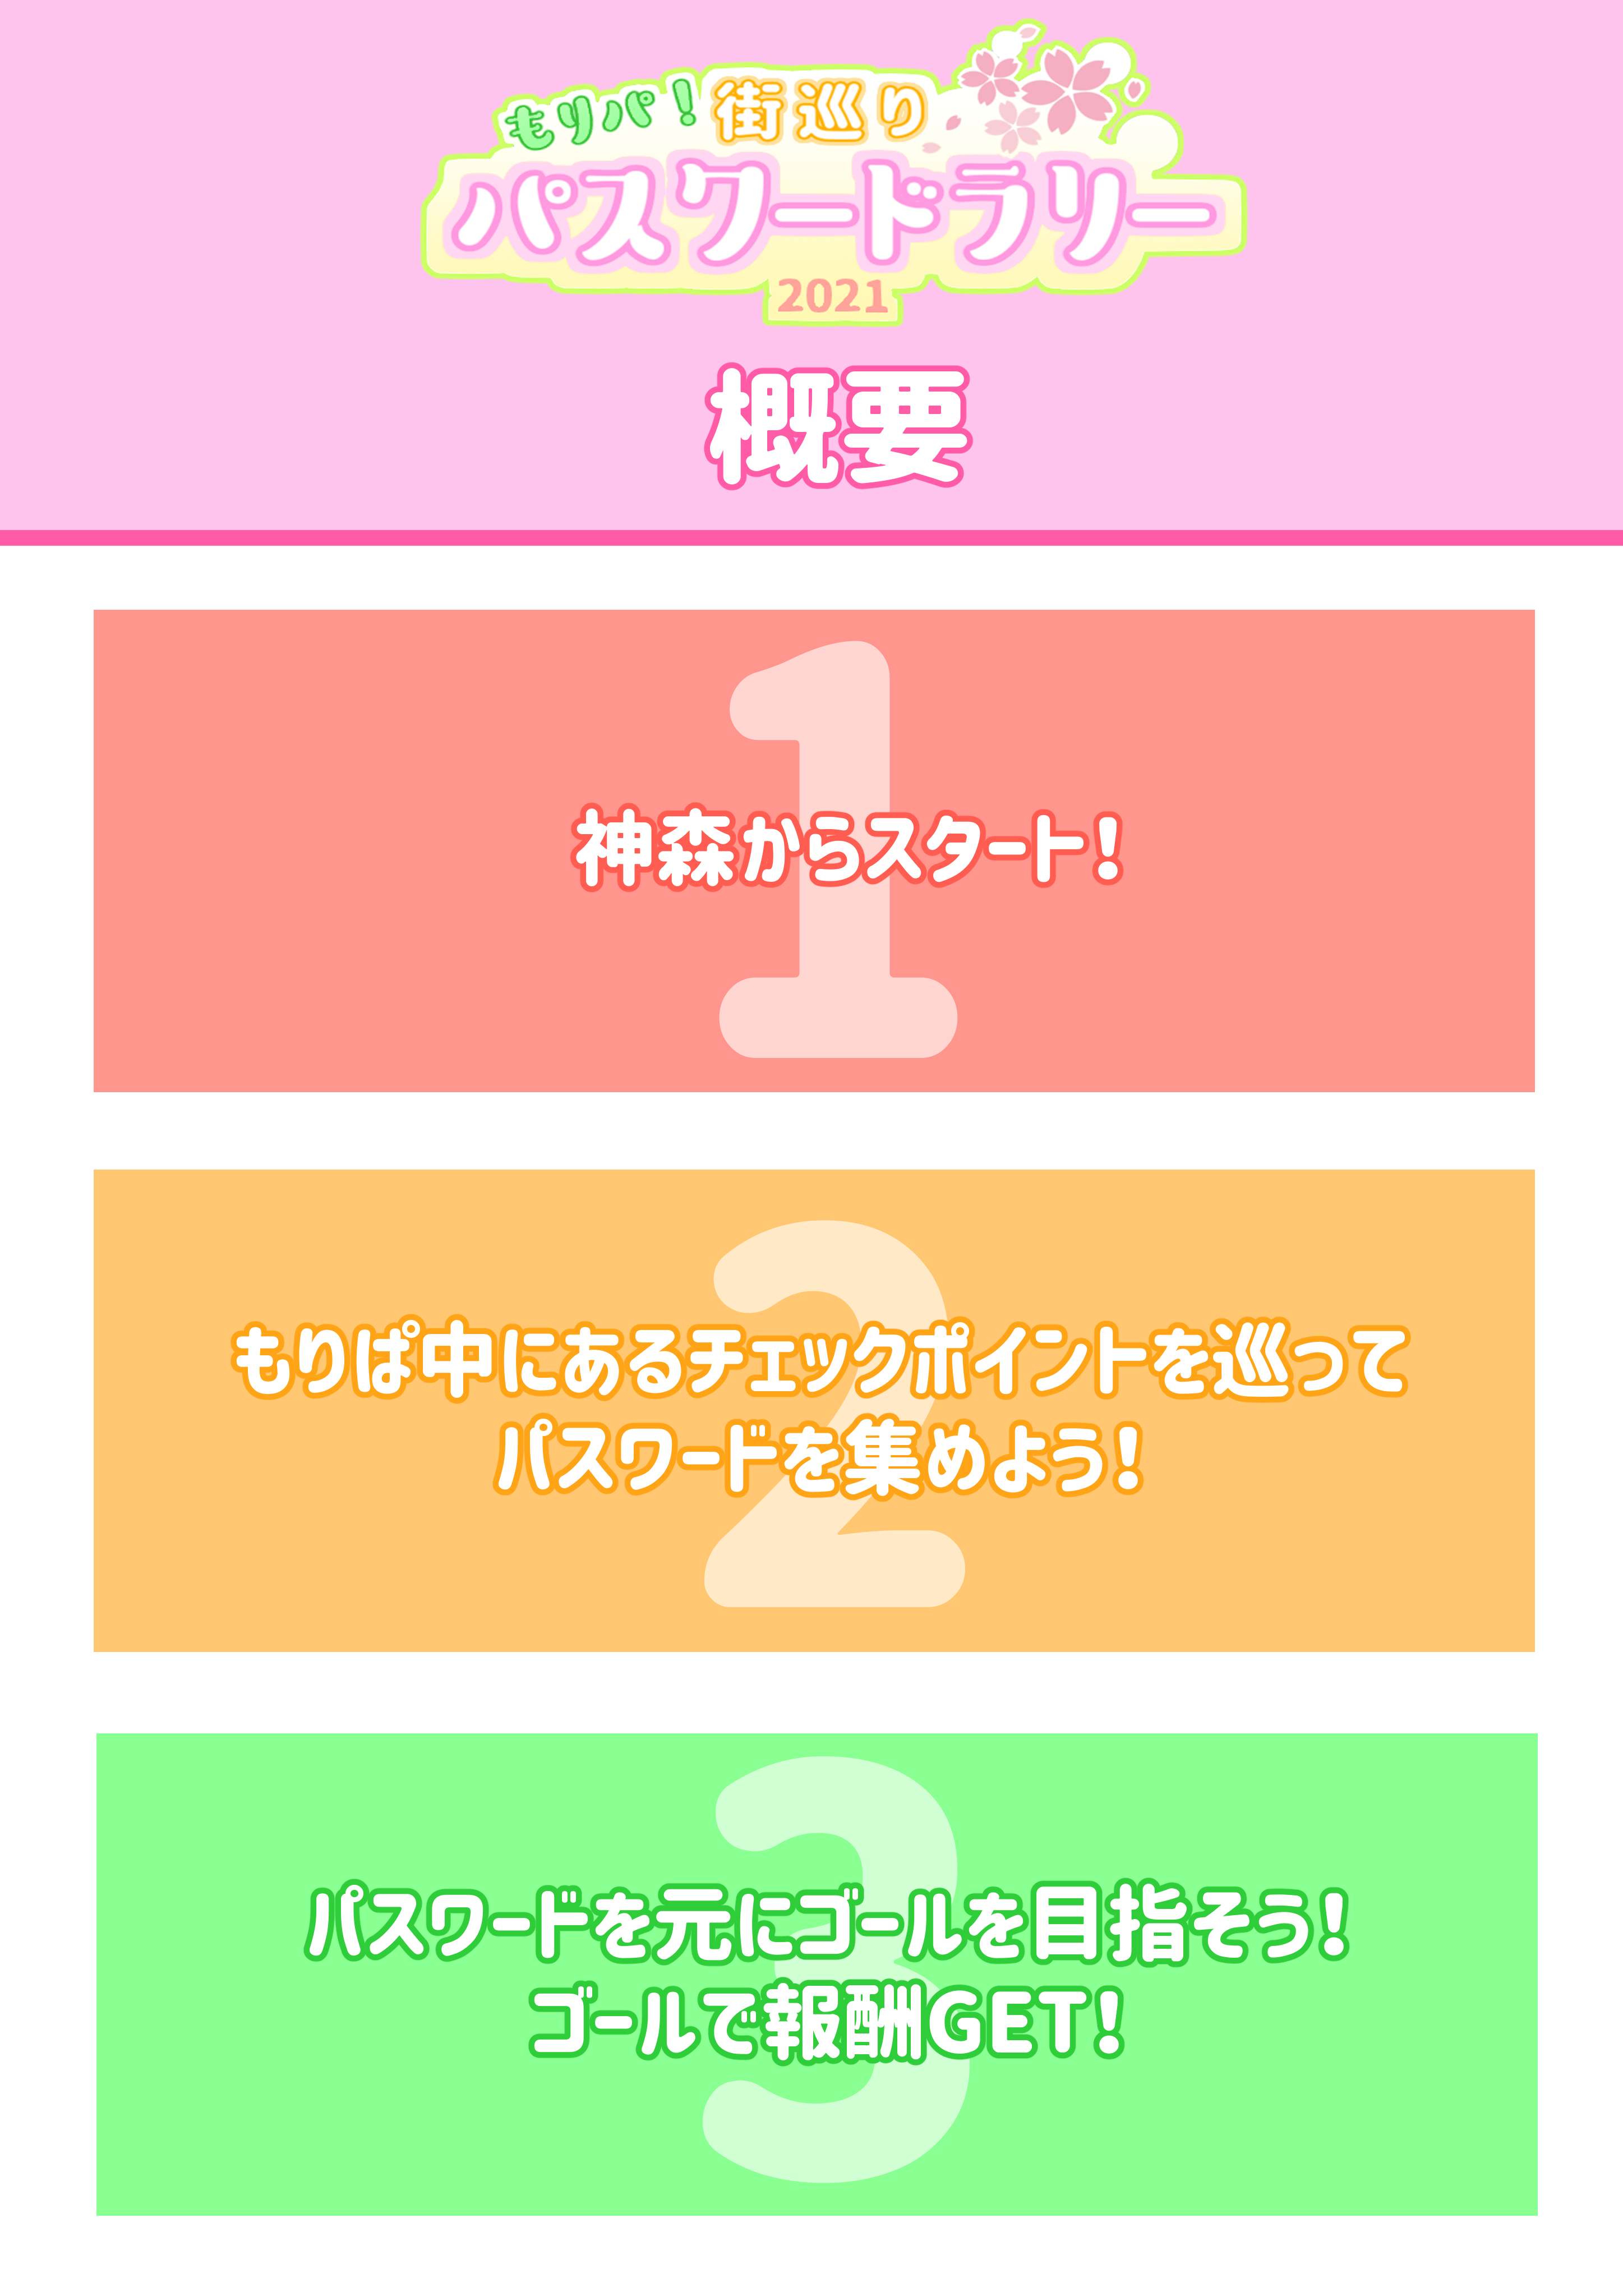 もりパ！街巡り
パスワードラリー
2021
概要
1
神森からスタート！
2
もりぱ中にあるチェックポイントを巡って
パスワードを集めよう！
3
パスワードを元にゴールを目指そう！
ゴールで報酬GET！